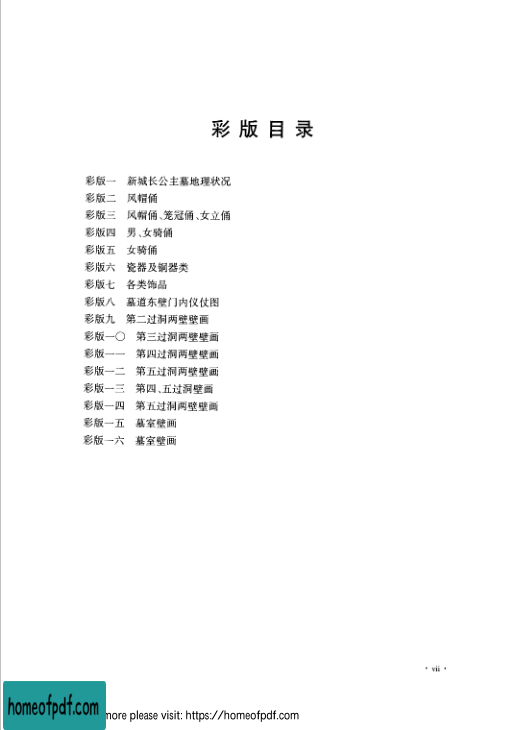 彩版目录
彩版一 新城长公主墓地理状况
彩版二 风帽俑
彩版三 风帽俑、笼冠俑、女立俑
彩版四 男、女骑俑
彩版五 女骑俑
彩版六 瓷器及铜器类
彩版七 各类饰品
彩版八 墓道东壁门内仪仗图
彩版九 第二过洞两壁壁画
彩版一〇 第三过洞两壁壁画
彩版一一 第四过洞两壁壁画
彩版一二 第五过洞两壁壁画
彩版一三 第四、五过洞壁画
彩版一四 第五过洞两壁壁画
彩版一五 墓室壁画
彩版一六 墓室壁画
· vii ·
homeofpdf.com
more please visit: https://homeofpdf.com